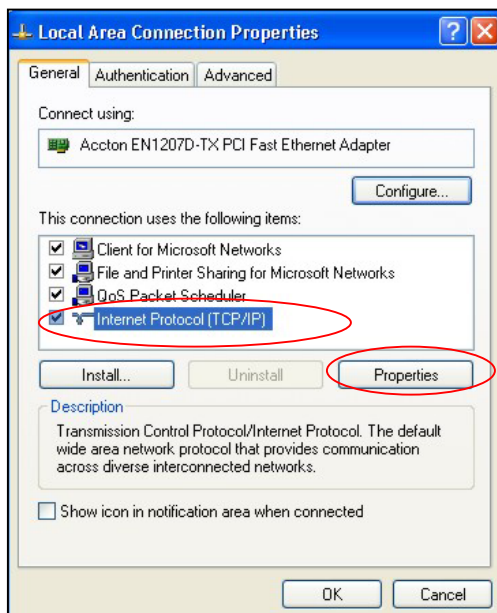 Local Area Connection Properties
General Authentication Advanced
Connect using:
Accton EN1207D-TX PCI Fast Ethernet Adapter
Configure...
This connection uses the following items:
Client for Microsoft Networks
File and Printer Sharing for Microsoft Networks
QoS Packet Scheduler
Internet Protocol (TCP/IP)
Install... Uninstall Properties
Description
Transmission Control Protocol/Internet Protocol. The default
wide area network protocol that provides communication
across diverse interconnected networks.
Show icon in notification area when connected
OK Cancel